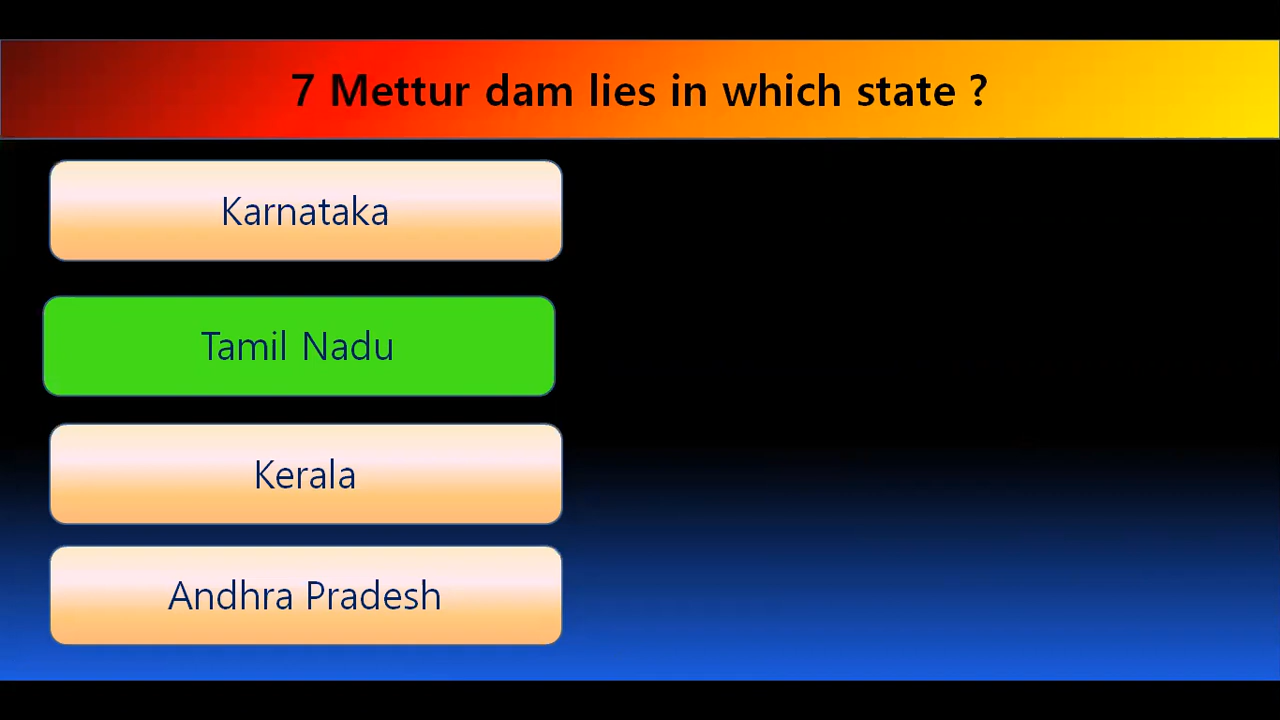 7 Mettur dam lies in which state ?
Karnataka
Tamil Nadu
Kerala
Andhra Pradesh